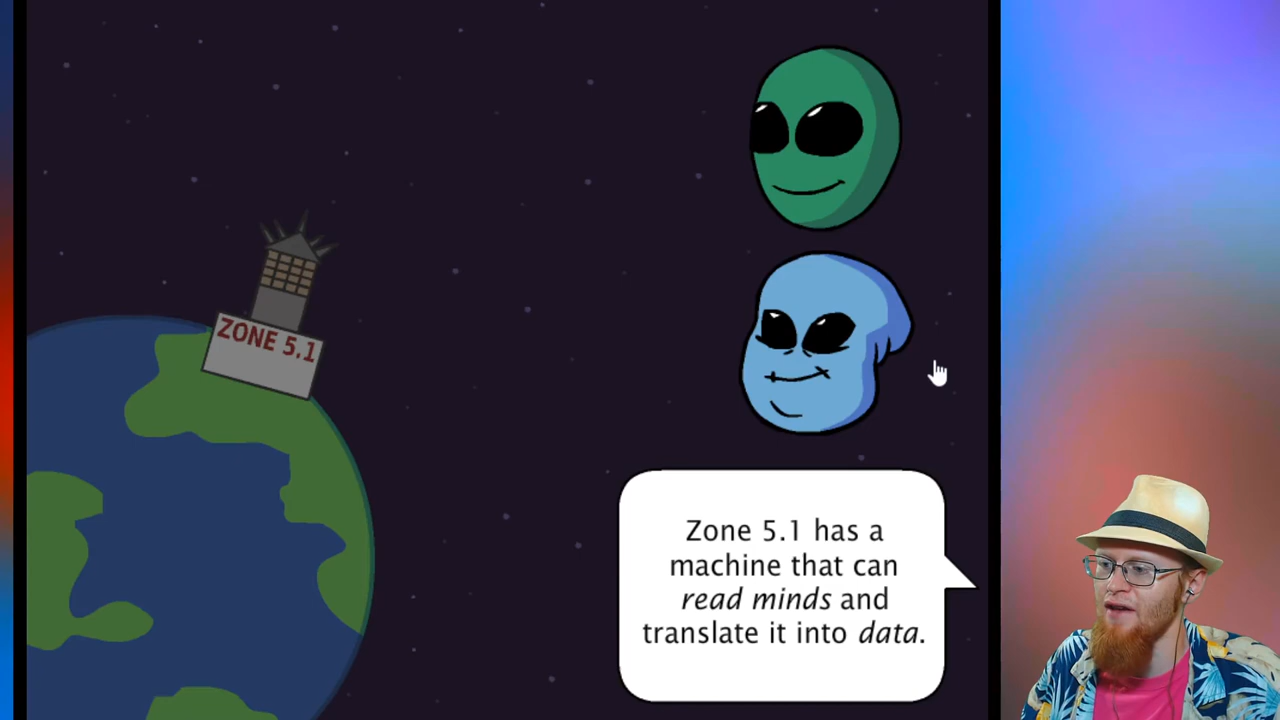 ZONE 5.1
Zone 5.1 has a
machine that can
read minds and
translate it into data.